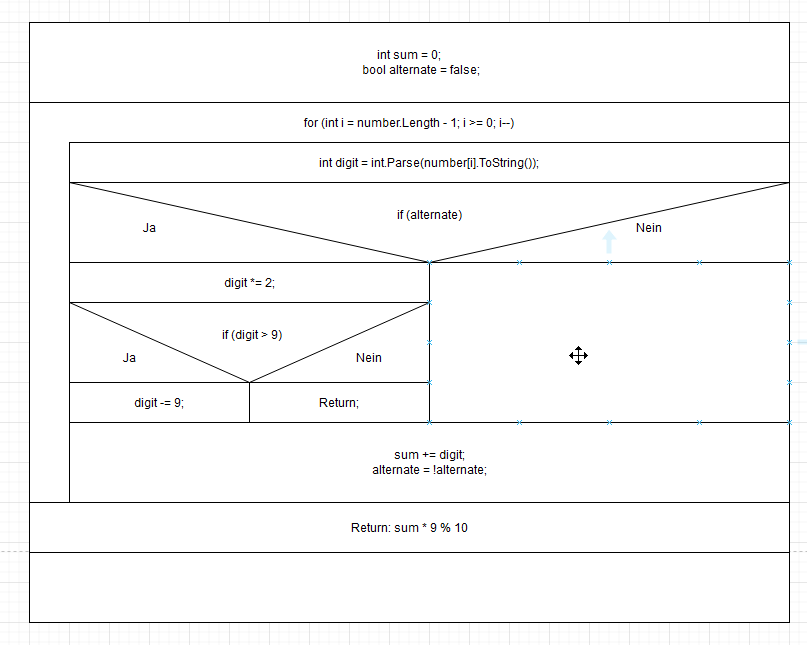 int sum = 0;
bool alternate = false;
for (int i = number.Length - 1; i >= 0; i--)
int digit = int.Parse(number[i].ToString());
if (alternate)
Ja
Nein
digit *= 2;
if (digit > 9)
Ja
Nein
digit -= 9;
Return;
sum += digit;
alternate = !alternate;
Return: sum * 9 % 10